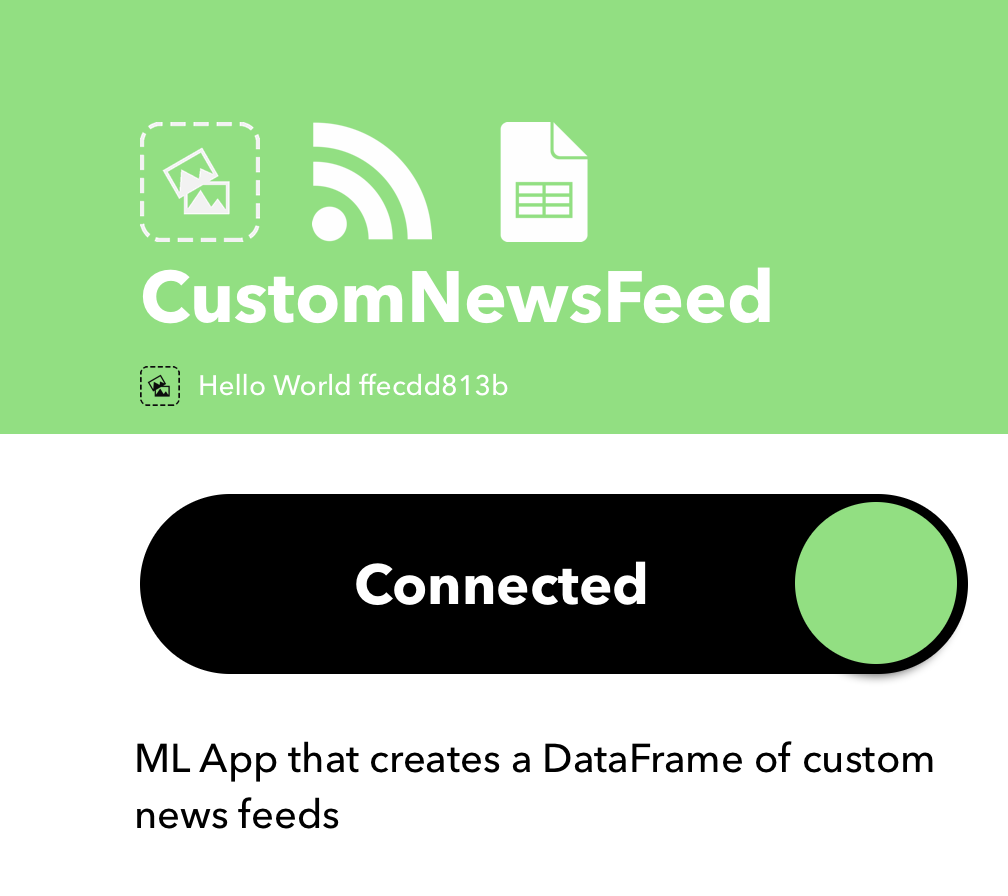 CustomNewsFeed
Hello World ffecdd813b
Connected
ML App that creates a DataFrame of custom
news feeds